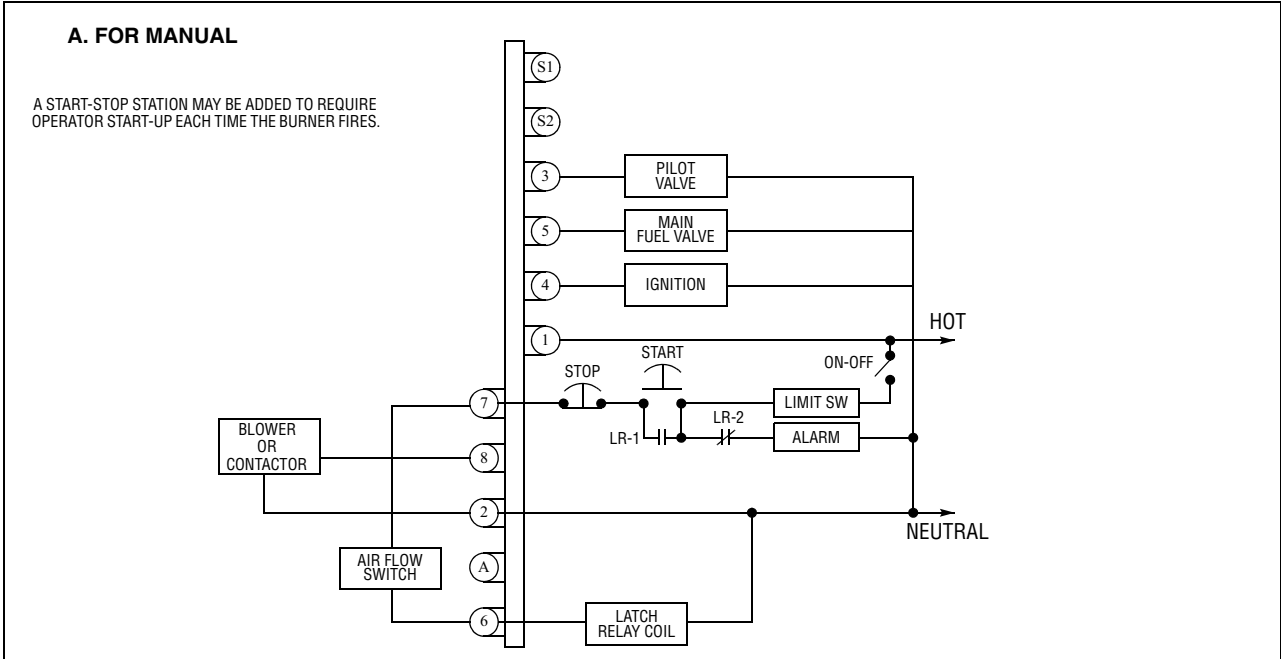 A. FOR MANUAL
A START-STOP STATION MAY BE ADDED TO REQUIRE
OPERATOR START-UP EACH TIME THE BURNER FIRES.
S1
S2
3
PILOT
VALVE
5
MAIN
FUEL VALVE
4
IGNITION
1
HOT
ON-OFF
START
STOP
7
LIMIT SW
LR-1
LR-2
ALARM
BLOWER
OR
CONTACTOR
8
2
NEUTRAL
AIR FLOW
SWITCH
A
6
LATCH
RELAY COIL